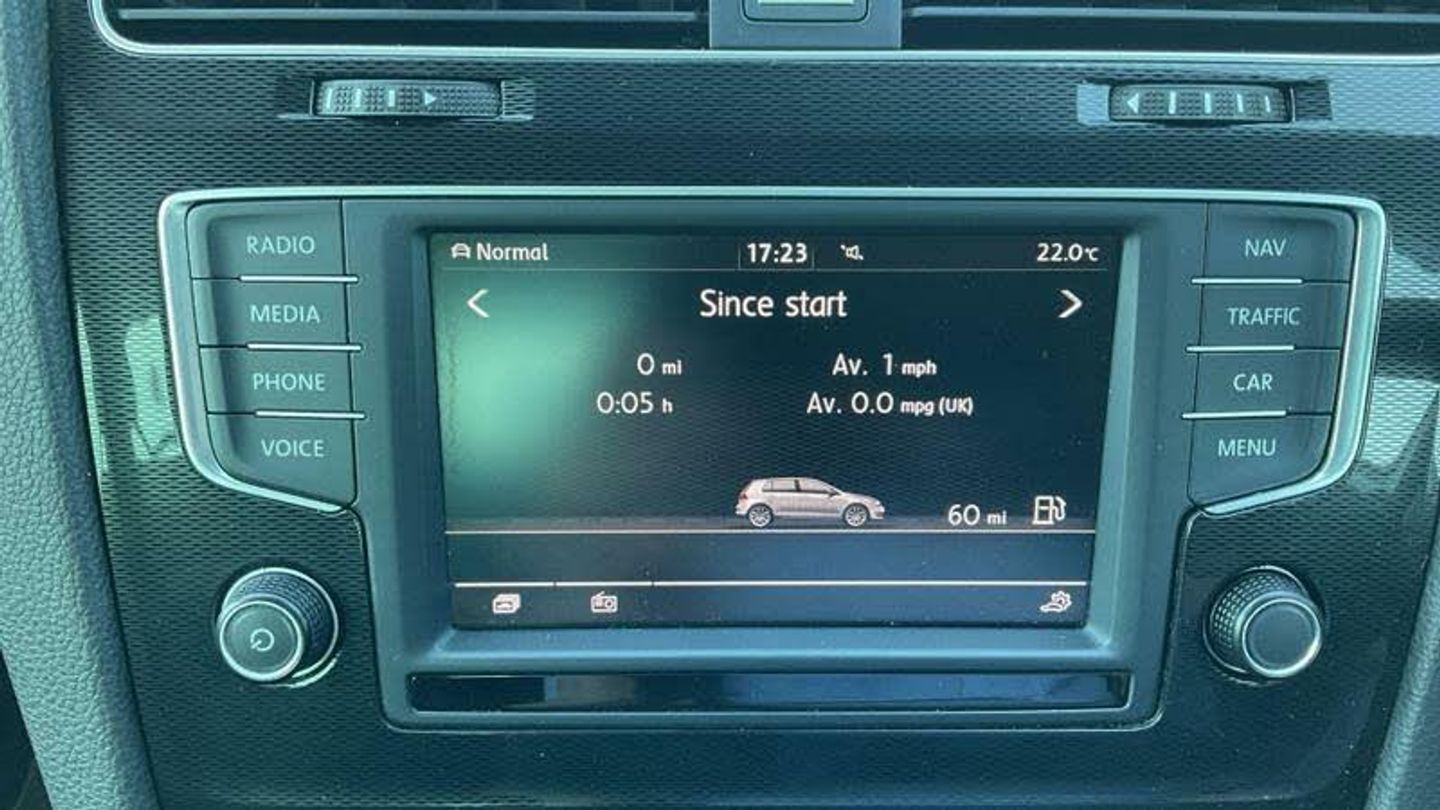 Normal 17:23 22.0°C
Since start
0 mi Av. 1 mph
0:05 h Av. 0.0 mpg (UK)
60 mi
RADIO
MEDIA
PHONE
VOICE
NAV
TRAFFIC
CAR
MENU